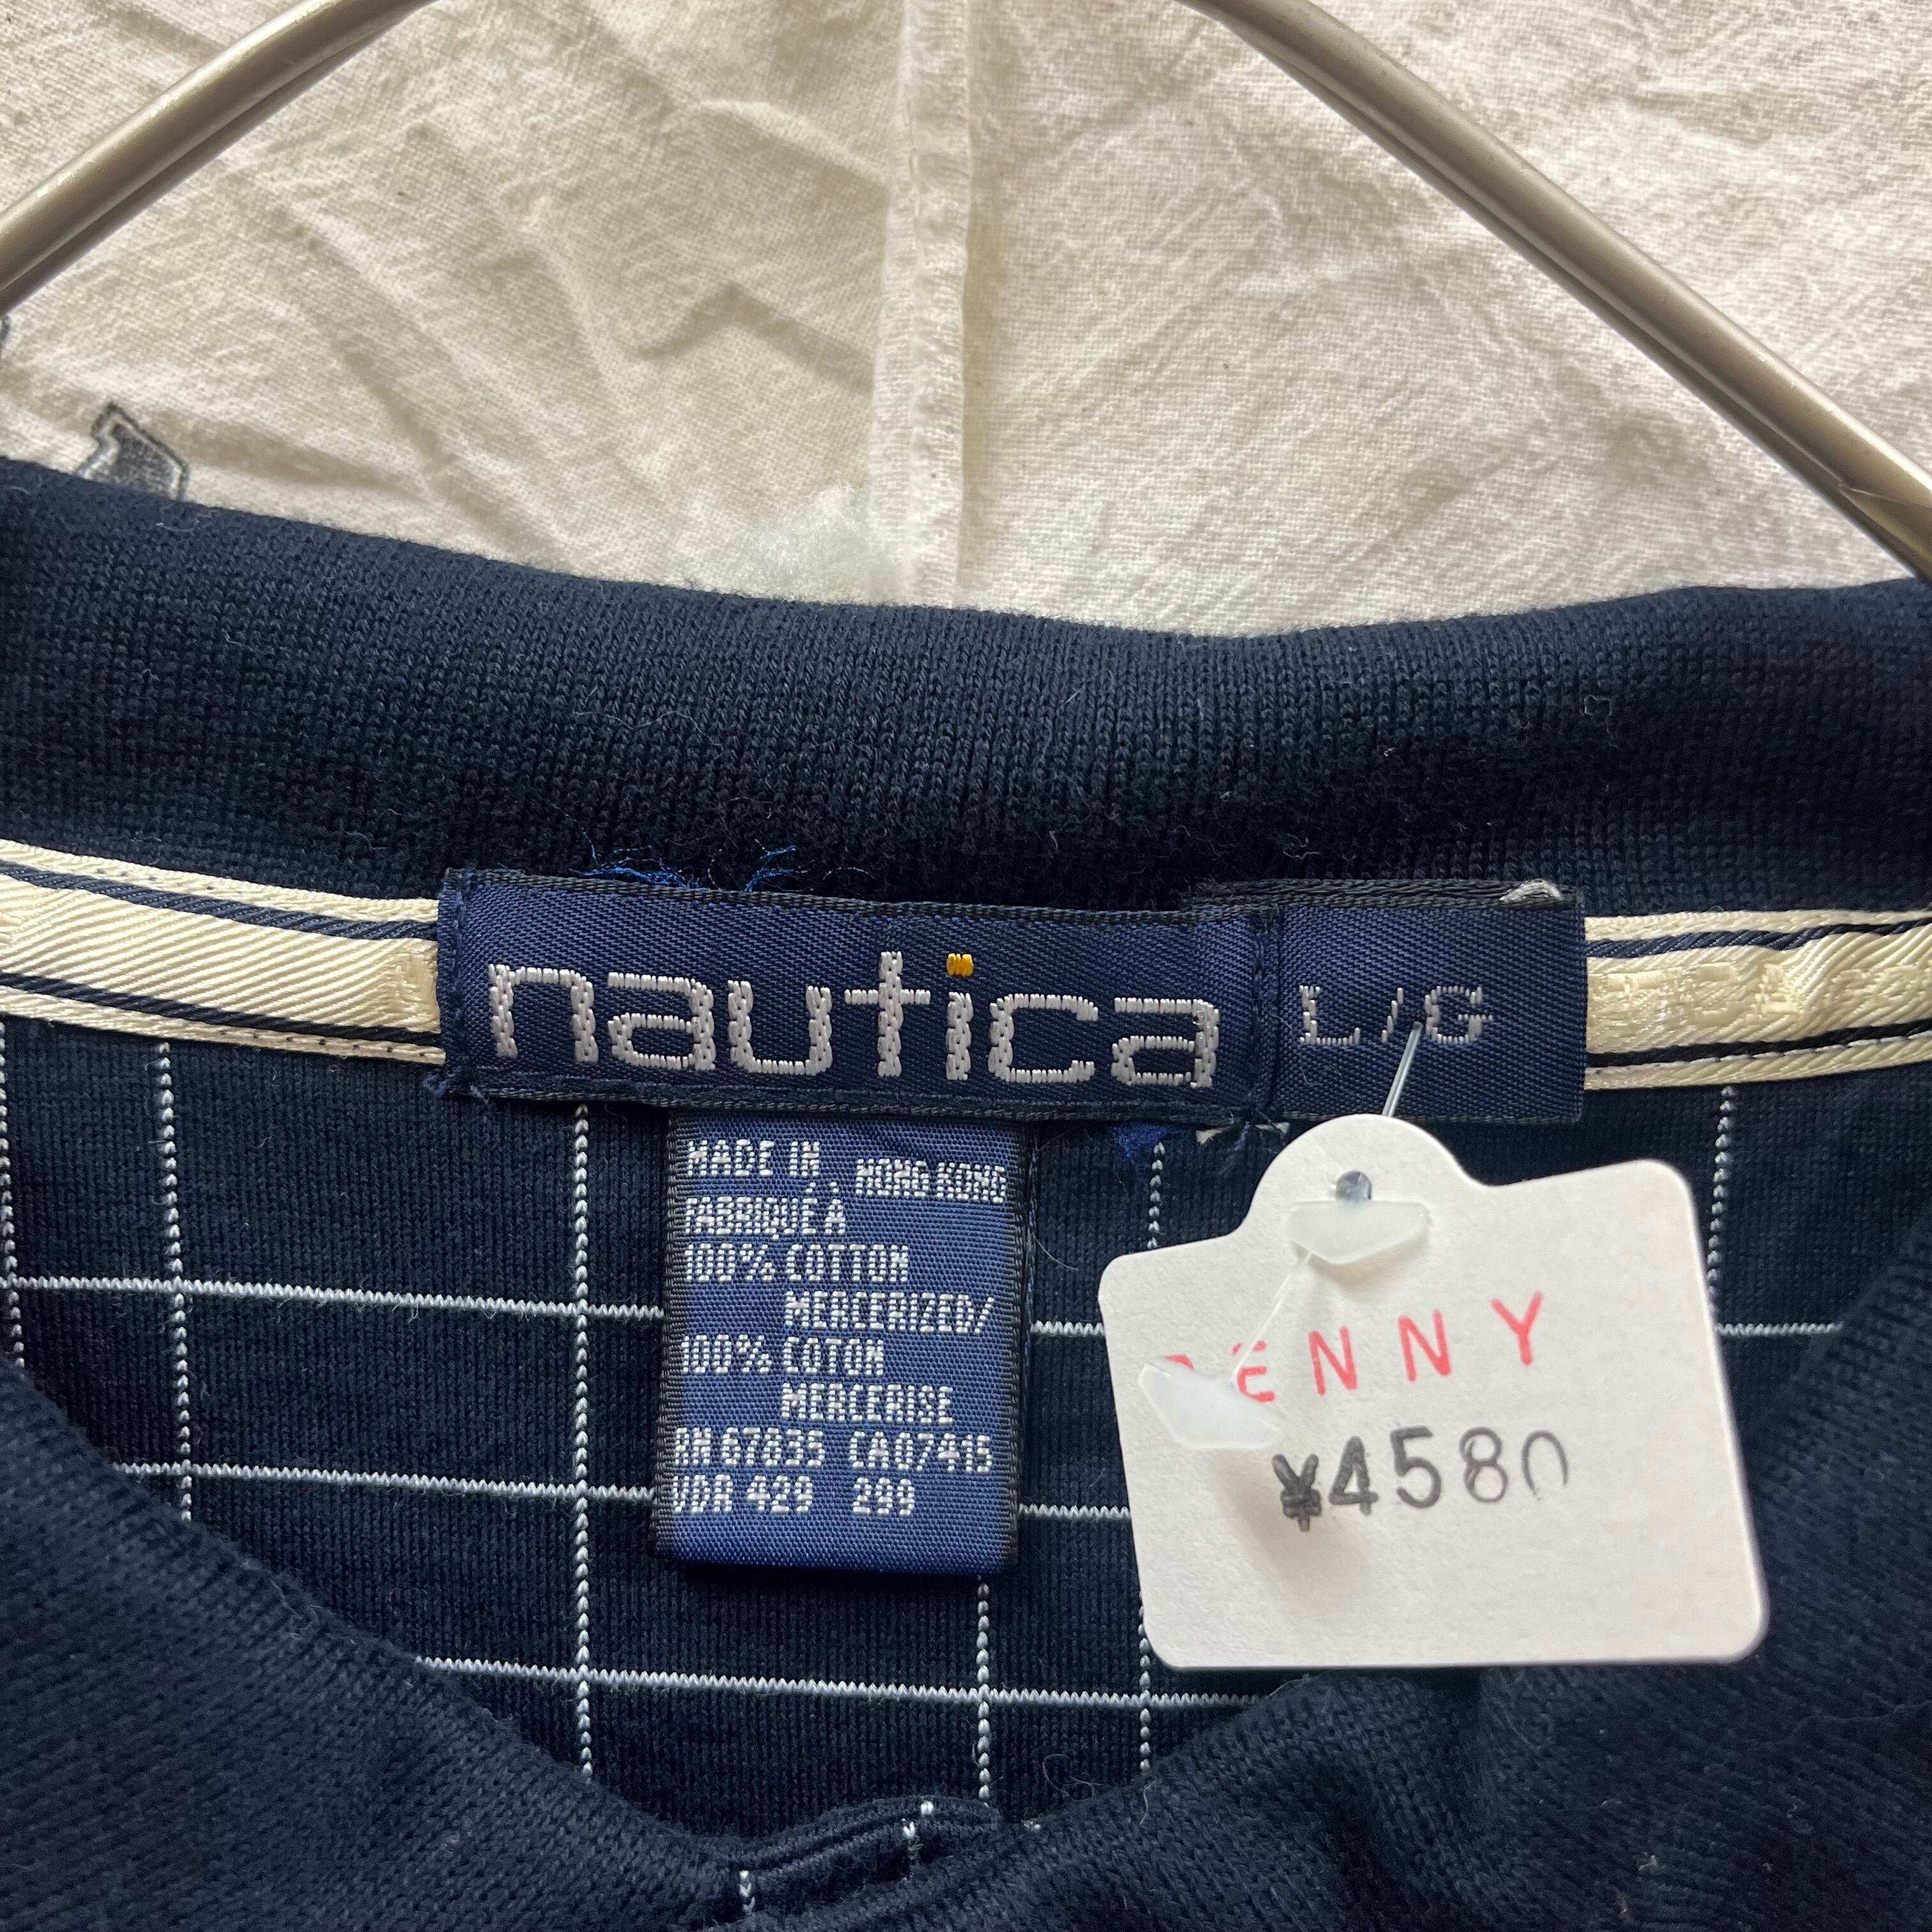 nautica
L/G
MADE IN HONG KONG
FABRIQUÉ À
100% COTTON
MERCERIZED/
100% COTON
MERCERISE
RN 67835 CA07415
VDR 429 299
ENNY
¥4580